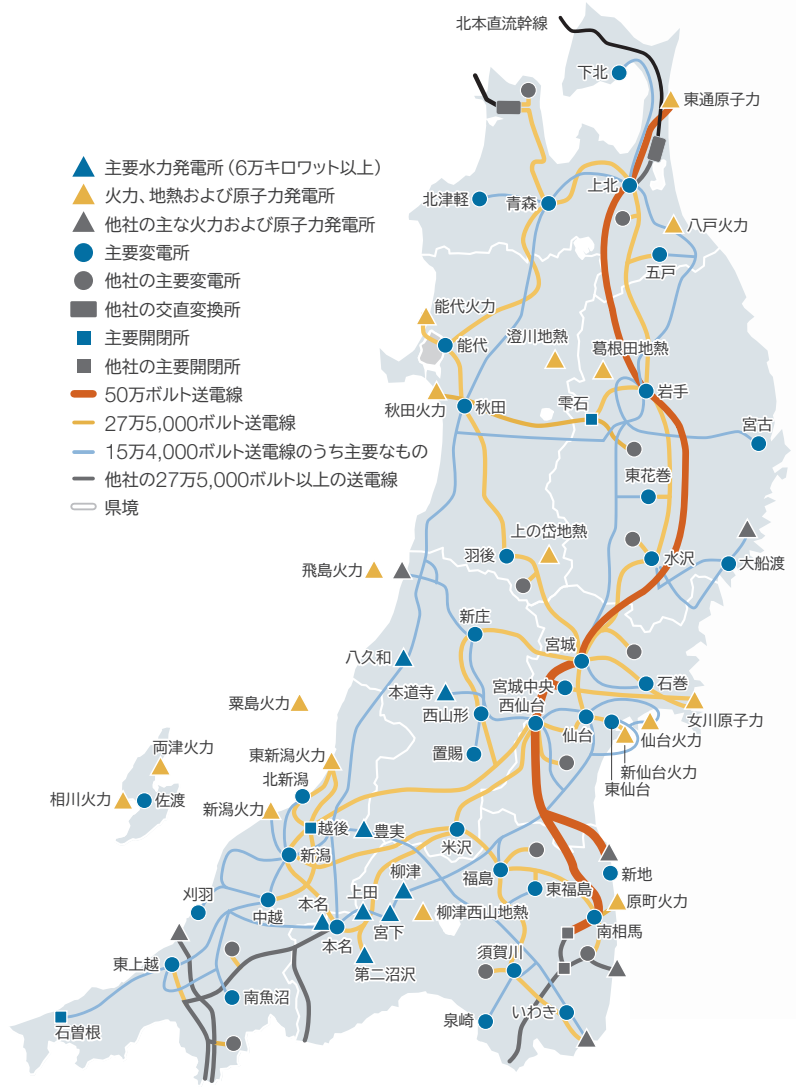 北本直流幹線
下北
東通原子力
主要水力発電所（6万キロワット以上）
火力、地熱および原子力発電所
他社の主な火力および原子力発電所
主要変電所
他社の主要変電所
他社の交直変換所
主要開閉所
他社の主要開閉所
50万ボルト送電線
27万5,000ボルト送電線
15万4,000ボルト送電線のうち主要なもの
他社の27万5,000ボルト以上の送電線
県境
上北
北津軽
青森
八戸火力
五戸
能代火力
能代
澄川地熱
葛根田地熱
岩手
秋田火力
秋田
雫石
宮古
東花巻
上の岱地熱
羽後
水沢
大船渡
飛島火力
新庄
宮城
八久和
本道寺
宮城中央
石巻
西仙台
西山形
粟島火力
女川原子力
仙台
仙台火力
置賜
新仙台火力
東仙台
両津火力
東新潟火力
北新潟
相川火力
佐渡
新潟火力
越後
豊実
米沢
新潟
柳津
福島
新地
刈羽
中越
本名
上田
東福島
原町火力
柳津西山地熱
宮下
南相馬
本名
第二沼沢
須賀川
東上越
南魚沼
石曽根
泉崎
いわき